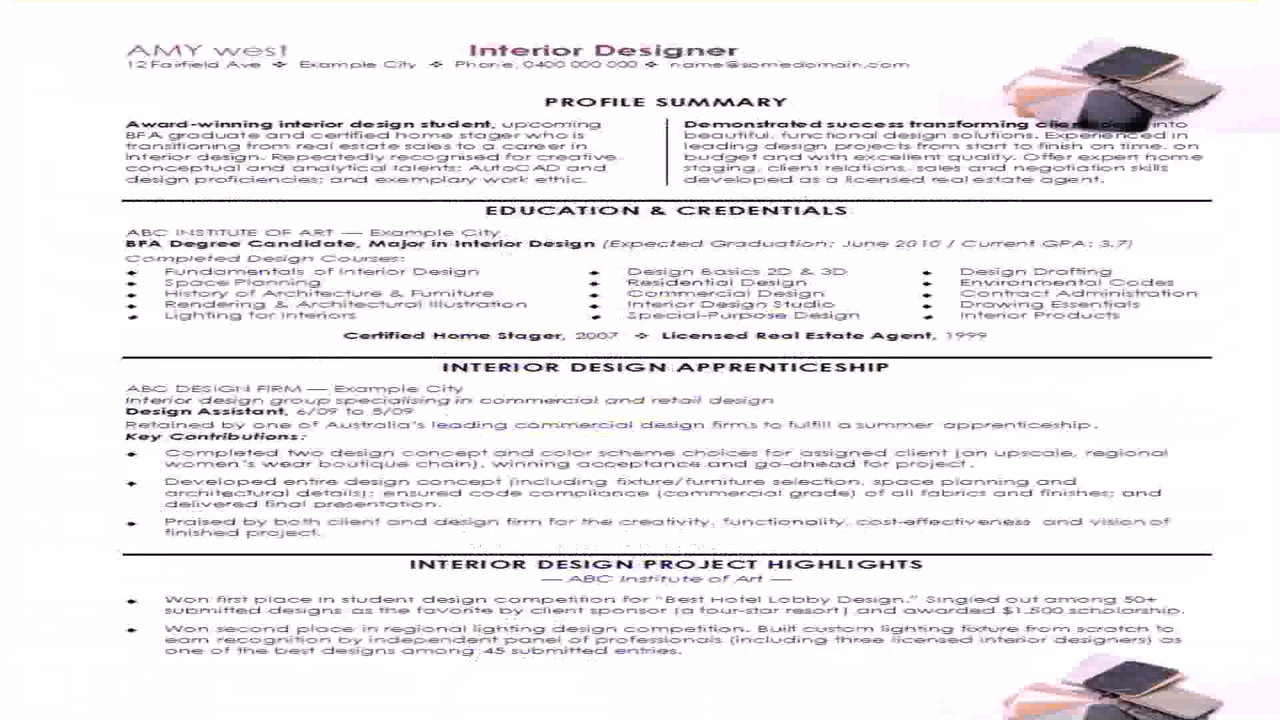 AMY west
Interior Designer
12 Fairfield Ave ❖ Example City ❖ Phone: 0400 000 000 ❖ name@somedomain.com
PROFILE SUMMARY
Award-winning interior design student, upcoming
BFA graduate and certified home stager who is
transitioning from real estate sales to a career in
interior design. Repeatedly recognised for creative,
conceptual and analytical talents; AutoCAD and
design proficiencies; and exemplary work ethic.
Demonstrated success transforming into
beautiful, functional design solutions. Experienced in
leading design projects from start to finish on time, on
budget and with excellent quality. Offer expert home
staging, client relations, sales and negotiation skills
developed as a licensed real estate agent.
EDUCATION & CREDENTIALS
ABC INSTITUTE OF ART — Example City
BFA Degree Candidate, Major in Interior Design (Expected Graduation: June 2010 / Current GPA: 3.7)
Completed Design Courses:
• Fundamentals of Interior Design
• Space Planning
• History of Architecture & Furniture
• Rendering & Architectural Illustration
• Lighting for Interiors
• Design Basics 2D & 3D
• Residential Design
• Commercial Design
• Interior Design Studio
• Special-Purpose Design
• Design Drafting
• Environmental Codes
• Contract Administration
• Drawing Essentials
• Interior Products
Certified Home Stager, 2007 ❖ Licensed Real Estate Agent, 1999
INTERIOR DESIGN APPRENTICESHIP
ABC DESIGN FIRM — Example City
Interior design group specialising in commercial and retail design
Design Assistant, 6/09 to 8/09
Retained by one of Australia's leading commercial design firms to fulfill a summer apprenticeship.
Key Contributions:
• Completed two design concept and color scheme choices for assigned client (an upscale, regional
women's wear boutique chain), winning acceptance and go-ahead for project.
• Developed entire design concept (including fixture/furniture selection, space planning and
architectural details); ensured code compliance (commercial grade) of all fabrics and finishes; and
delivered final presentation.
• Praised by both client and design firm for the creativity, functionality, cost-effectiveness and vision of
finished project.
INTERIOR DESIGN PROJECT HIGHLIGHTS
— ABC Institute of Art —
• Won first place in student design competition for "Best Hotel Lobby Design." Singled out among 50+
submitted designs as the favorite by client sponsor (a four-star resort) and awarded $1,500 scholarship.
• Won second place in regional lighting design competition. Built custom lighting fixture from scratch to
earn recognition by independent panel of professionals (including three licensed interior designers) as
one of the best designs among 45 submitted entries.